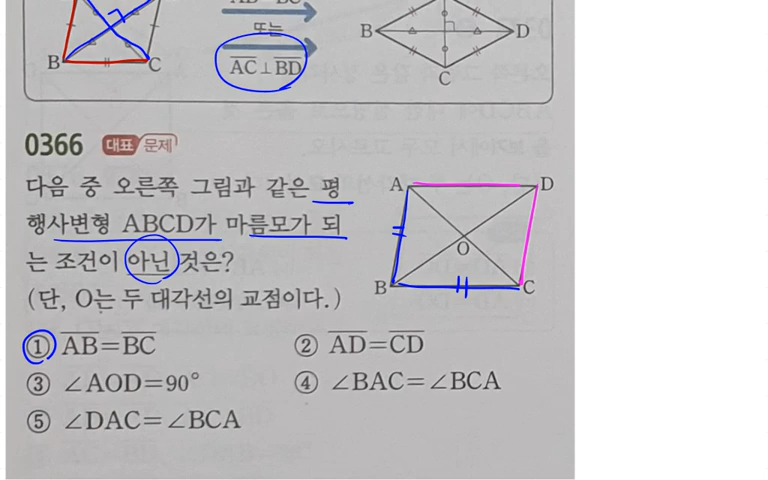 또는
B
C
AC⊥BD
B
D
C
0366 대표 문제
다음 중 오른쪽 그림과 같은 평
행사변형 ABCD가 마름모가 되
는 조건이 아닌 것은?
(단, O는 두 대각선의 교점이다.)
A
D
O
B
C
① AB=BC
② AD=CD
③ ∠AOD=90°
④ ∠BAC=∠BCA
⑤ ∠DAC=∠BCA